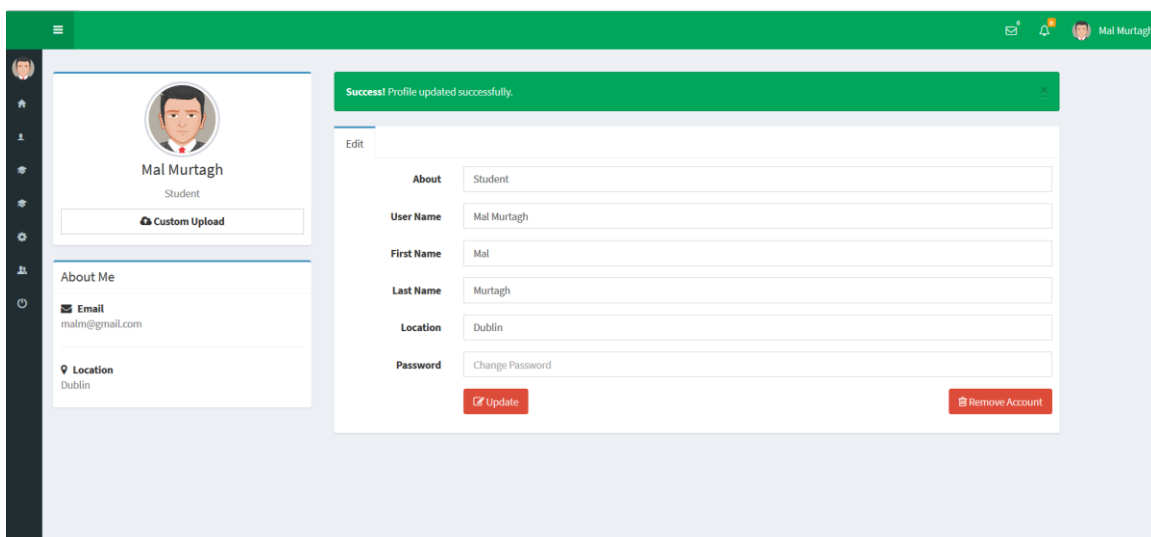 Mal Murtagh
Mal Murtagh
Student
Custom Upload
About Me
Email
malm@gmail.com
Location
Dublin
Success! Profile updated successfully.
×
Edit
About Student
User Name Mal Murtagh
First Name Mal
Last Name Murtagh
Location Dublin
Password Change Password
Update Remove Account